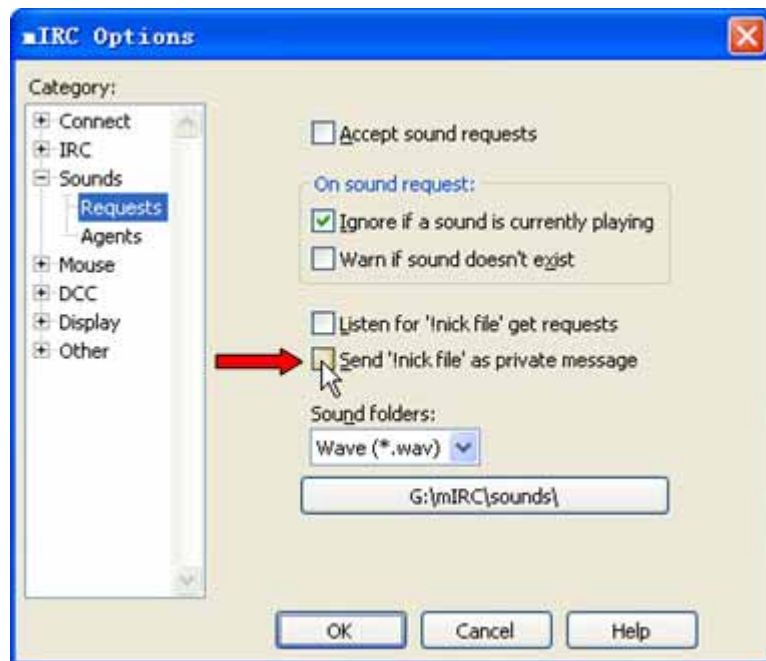 mIRC Options
Category:
Connect
IRC
Sounds
Requests
Agents
Mouse
DCC
Display
Other
Accept sound requests
On sound request:
Ignore if a sound is currently playing
Warn if sound doesn't exist
Listen for '!nick file' get requests
Send '!nick file' as private message
Sound folders:
Wave (*.wav)
G:\mIRC\sounds\
OK
Cancel
Help